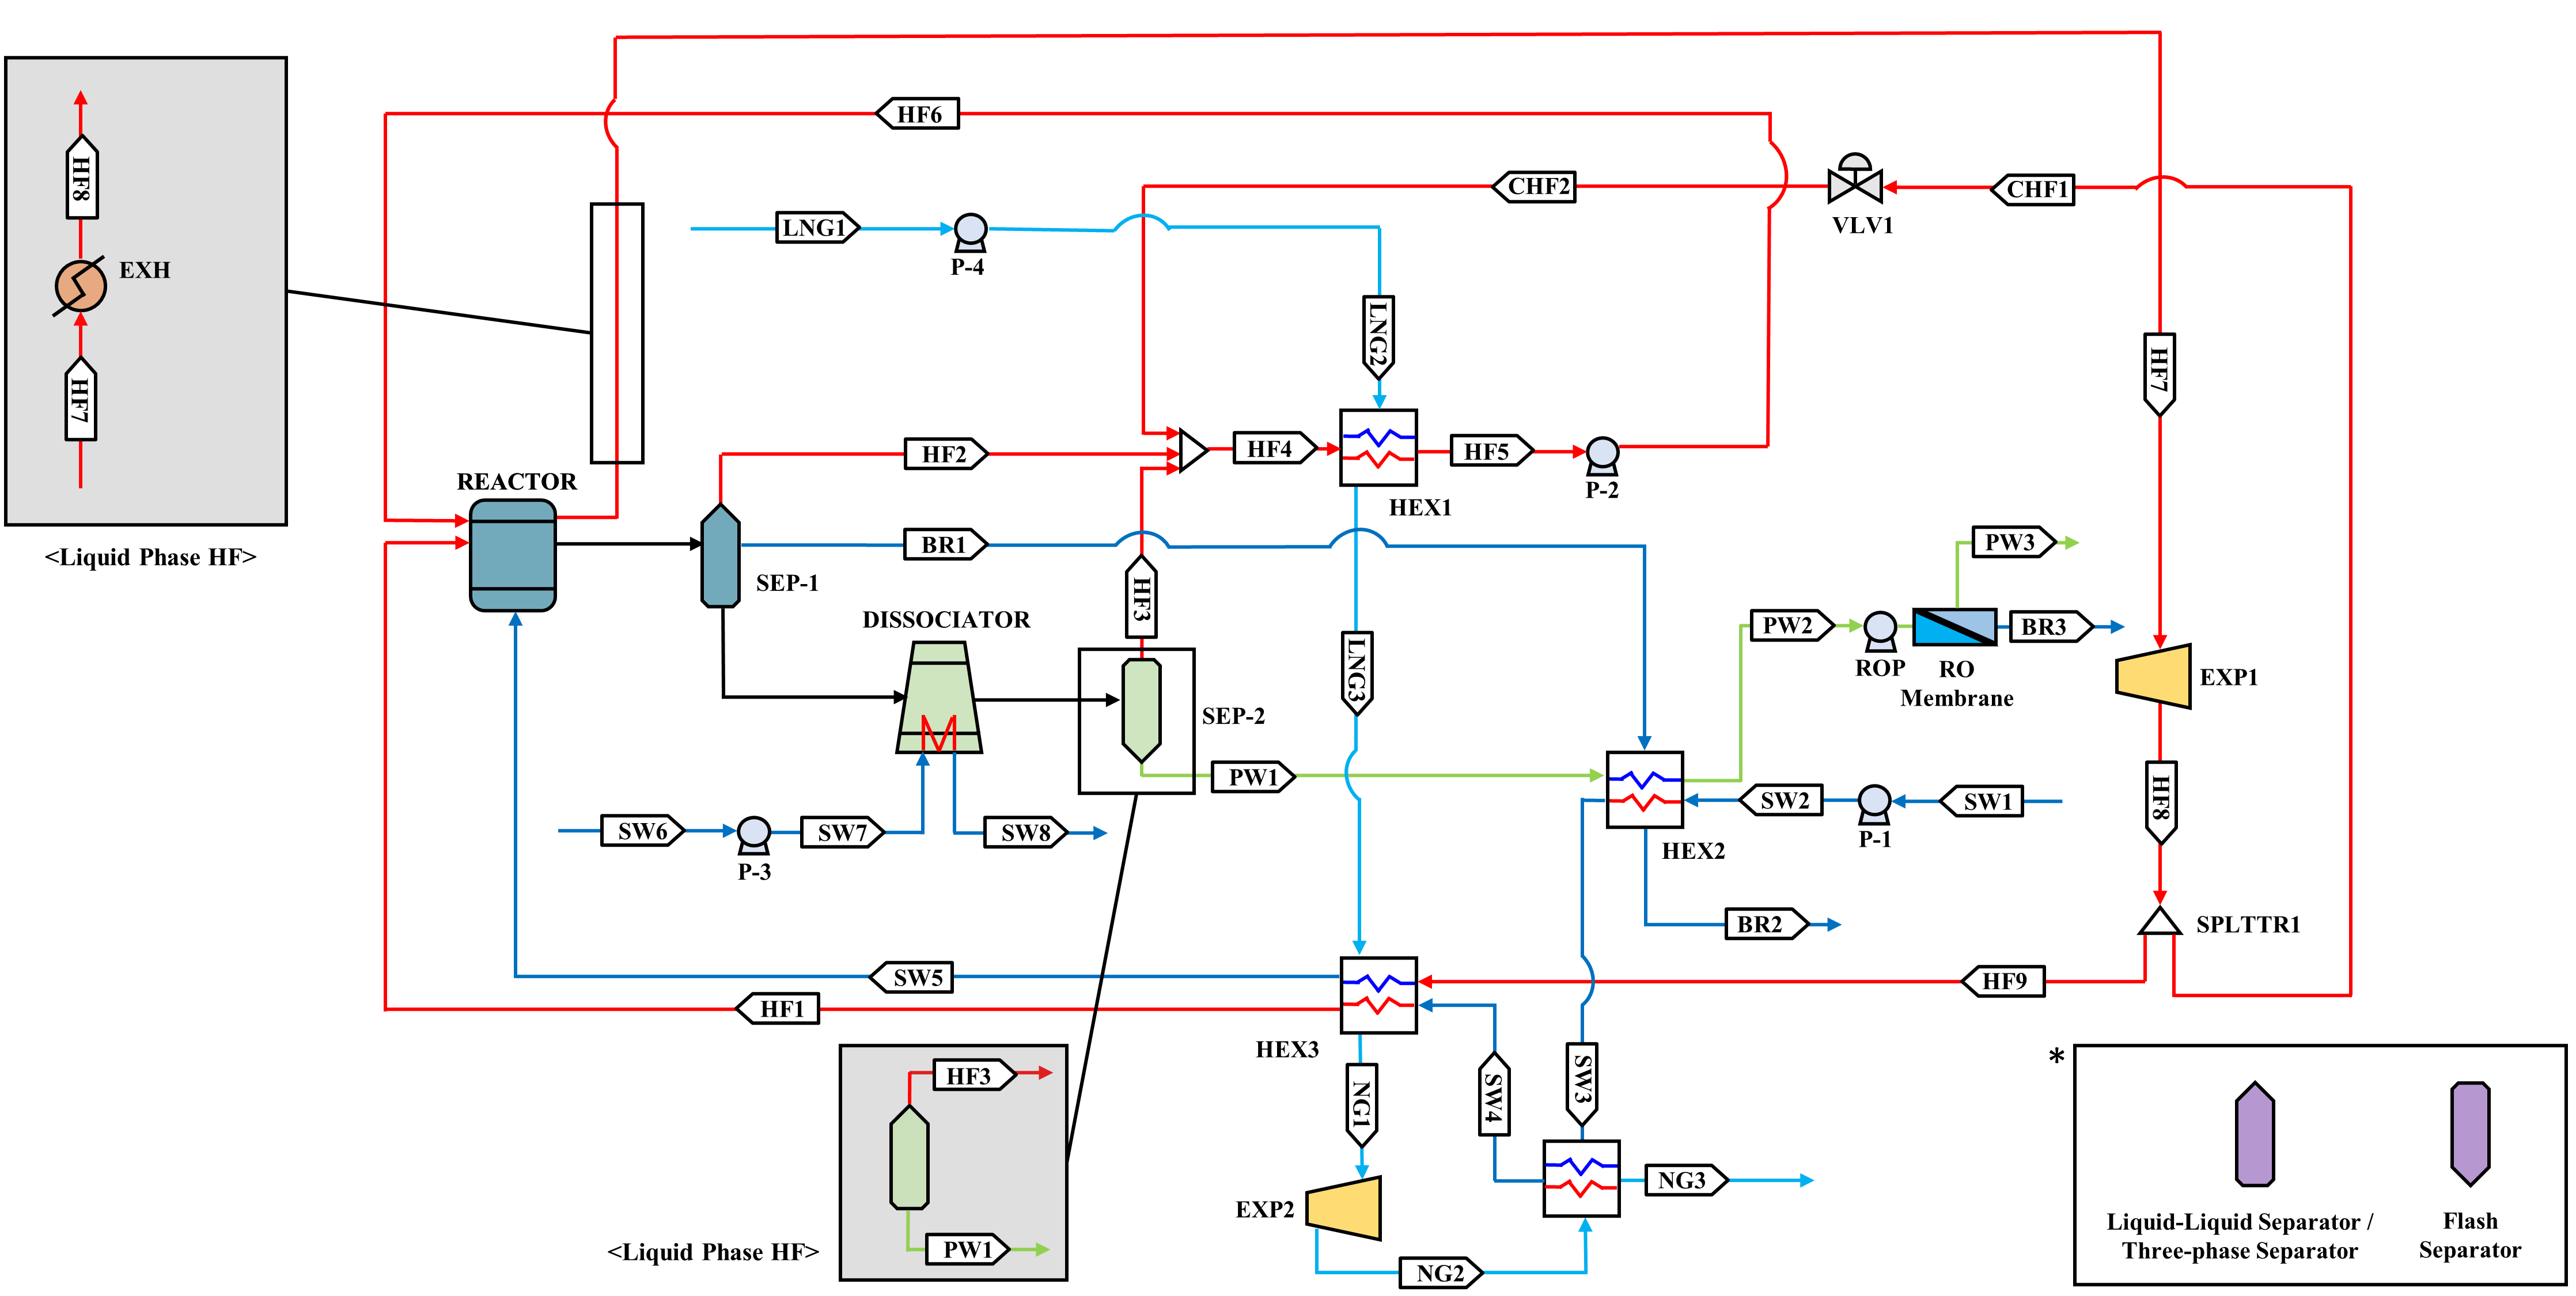 HF6
HF8
CHF2
CHF1
VLV1
LNG1
P-4
EXH
LNG2
HF7
HF7
HF2
HF4
HF5
P-2
HEX1
REACTOR
<Liquid Phase HF>
BR1
SEP-1
HF3
PW3
DISSOCIATOR
PW2
BR3
ROP
RO
Membrane
EXP1
LNG3
SEP-2
PW1
SW2
SW1
P-1
HF8
SW6
SW7
SW8
P-3
HEX2
BR2
SPLTTR1
SW5
HF9
HF1
HEX3
HF3
NG1
SW4
SW3
*
NG3
EXP2
<Liquid Phase HF>
PW1
NG2
Liquid-Liquid Separator /
Three-phase Separator
Flash
Separator